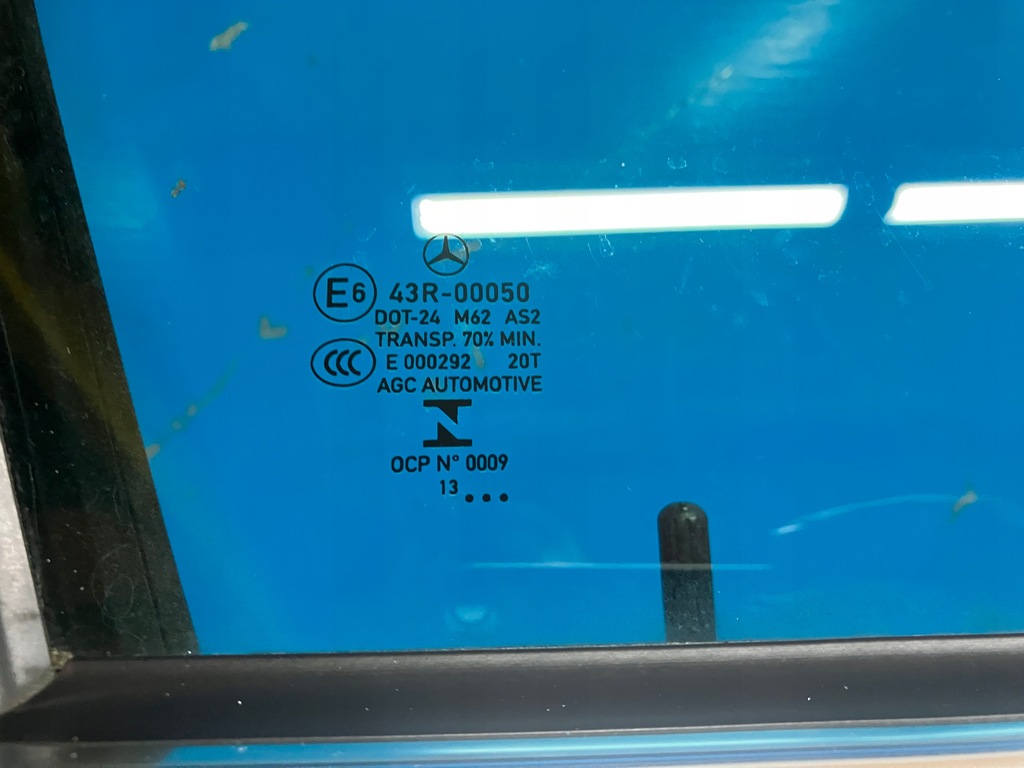 E6 43R-00050
DOT-24 M62 AS2
TRANSP. 70% MIN.
CCC E 000292 20T
AGC AUTOMOTIVE
OCP N° 0009
13 ...